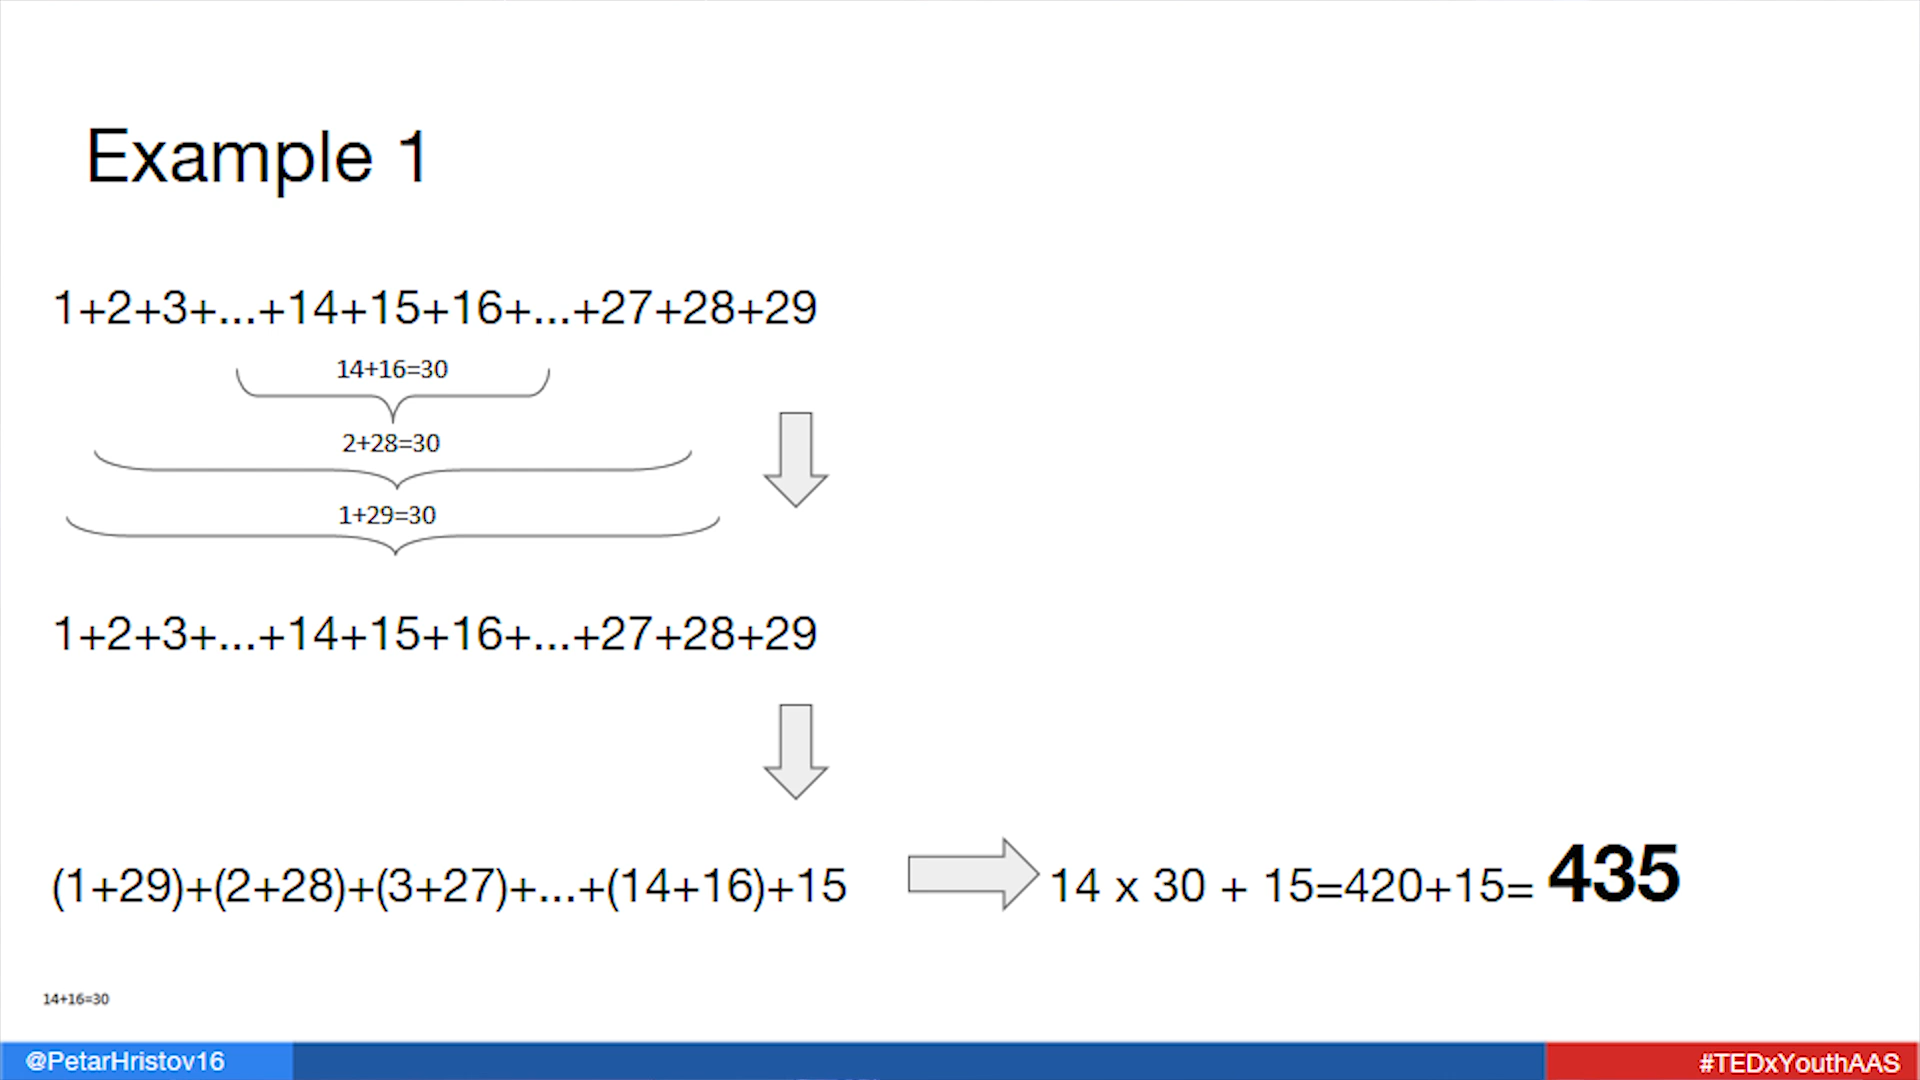 Example 1
1+2+3+...+14+15+16+...+27+28+29
14+16=30
2+28=30
1+29=30
1+2+3+...+14+15+16+...+27+28+29
(1+29)+(2+28)+(3+27)+...+(14+16)+15
14 x 30 + 15=420+15= 435
14+16=30
@PetarHristov16
#TEDxYouthAAS